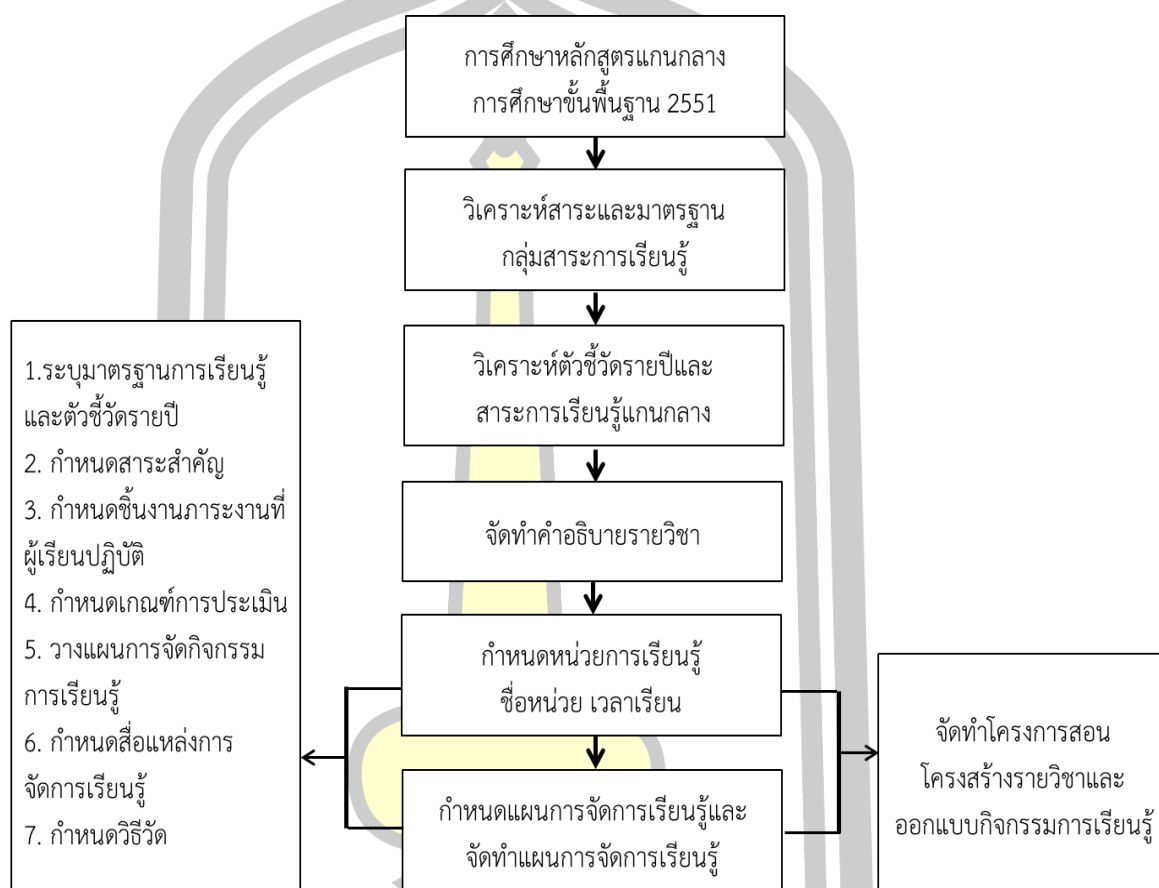 การศึกษาหลักสูตรแกนกลาง
การศึกษาขั้นพื้นฐาน 2551
วิเคราะห์สาระและมาตรฐาน
กลุ่มสาระการเรียนรู้
วิเคราะห์ตัวชี้วัดรายปีและ
สาระการเรียนรู้แกนกลาง
จัดทำคำอธิบายรายวิชา
กำหนดหน่วยการเรียนรู้
ชื่อหน่วย เวลาเรียน
กำหนดแผนการจัดการเรียนรู้และ
จัดทำแผนการจัดการเรียนรู้
1.ระบุมาตรฐานการเรียนรู้
และตัวชี้วัดรายปี
2. กำหนดสาระสำคัญ
3. กำหนดชิ้นงานภาระงานที่
ผู้เรียนปฏิบัติ
4. กำหนดเกณฑ์การประเมิน
5. วางแผนการจัดกิจกรรม
การเรียนรู้
6. กำหนดสื่อแหล่งการ
จัดการเรียนรู้
7. กำหนดวิธีวัด
จัดทำโครงการสอน
โครงสร้างรายวิชาและ
ออกแบบกิจกรรมการเรียนรู้